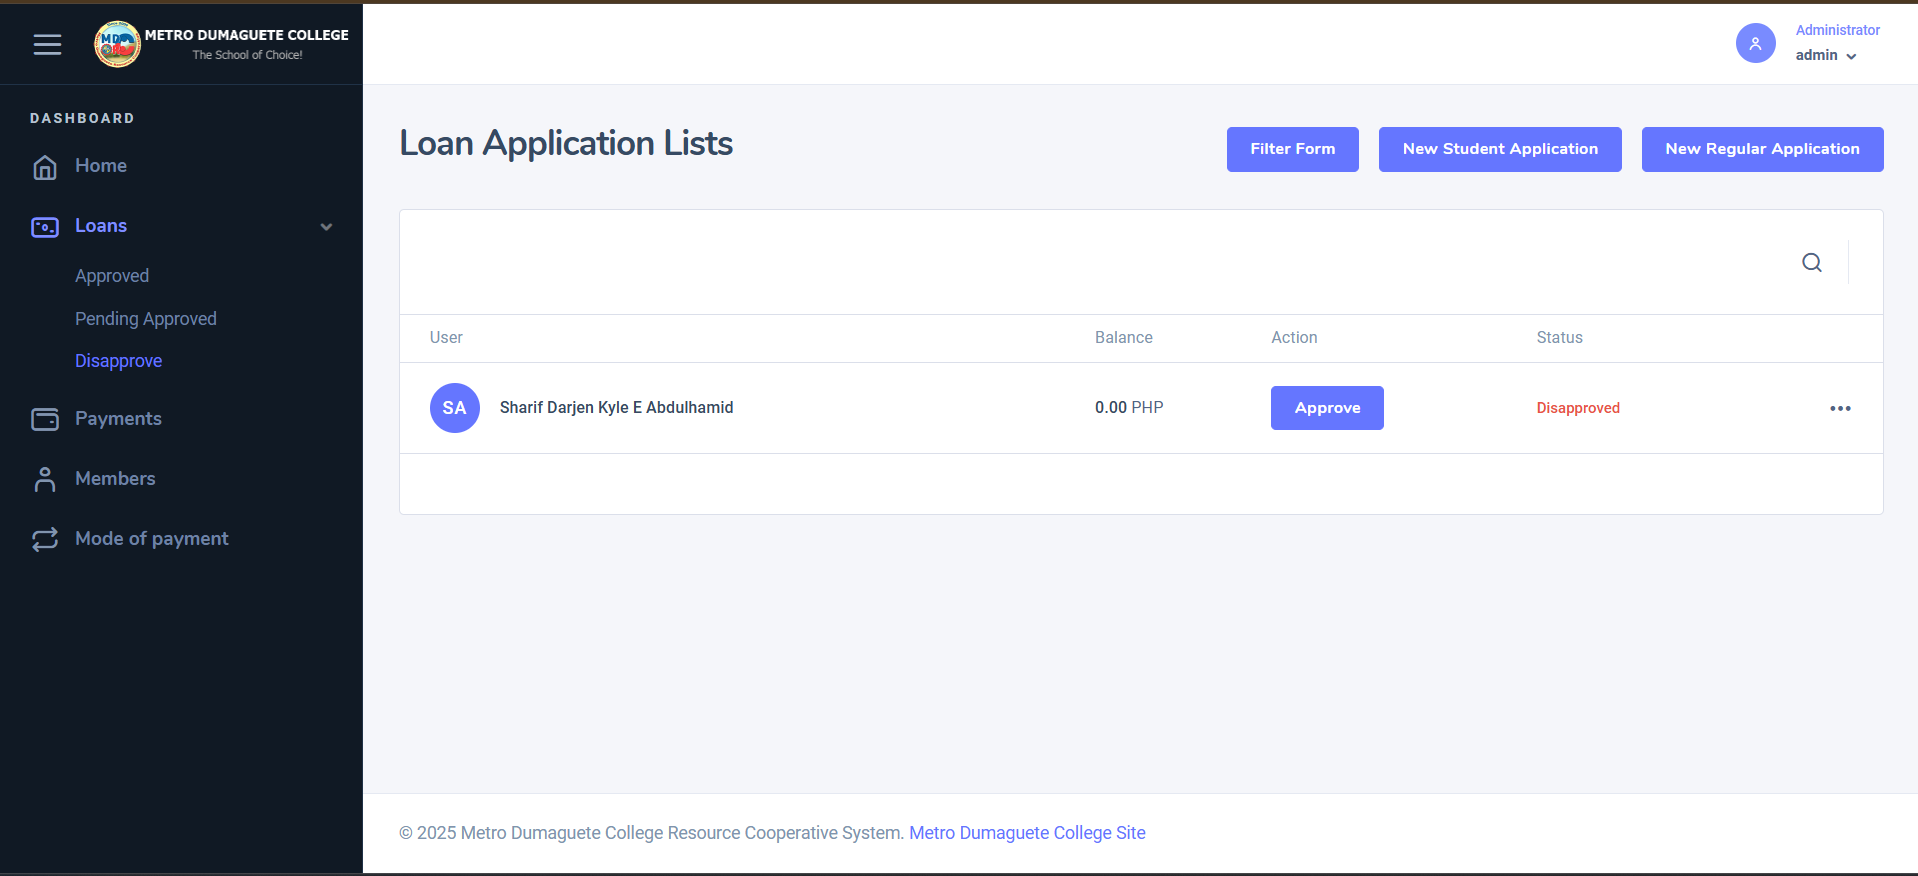 METRO DUMAGUETE COLLEGE
The School of Choice!
Administrator
admin
DASHBOARD
Home
Loans
Approved
Pending Approved
Disapprove
Payments
Members
Mode of payment
Loan Application Lists
Filter Form
New Student Application
New Regular Application
User Balance Action Status
SA Sharif Darjen Kyle E Abdulhamid 0.00 PHP Approve Disapproved
© 2025 Metro Dumaguete College Resource Cooperative System. Metro Dumaguete College Site